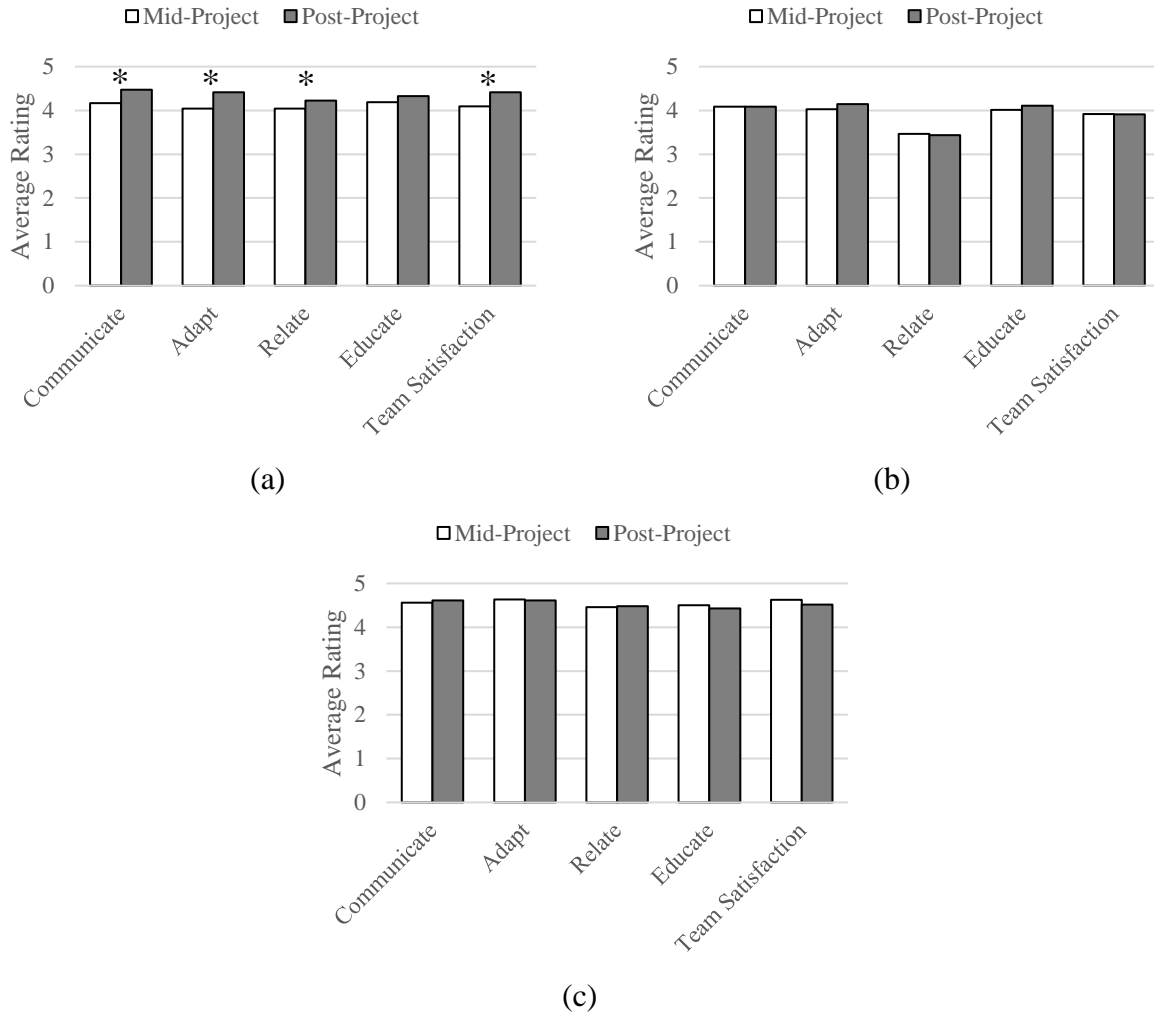 Mid-Project Post-Project
5
4
3
2
1
0
Average Rating
* * * *
Communicate
Adapt
Relate
Educate
Team Satisfaction
(a)
Mid-Project Post-Project
5
4
3
2
1
0
Average Rating
Communicate
Adapt
Relate
Educate
Team Satisfaction
(b)
Mid-Project Post-Project
5
4
3
2
1
0
Average Rating
Communicate
Adapt
Relate
Educate
Team Satisfaction
(c)